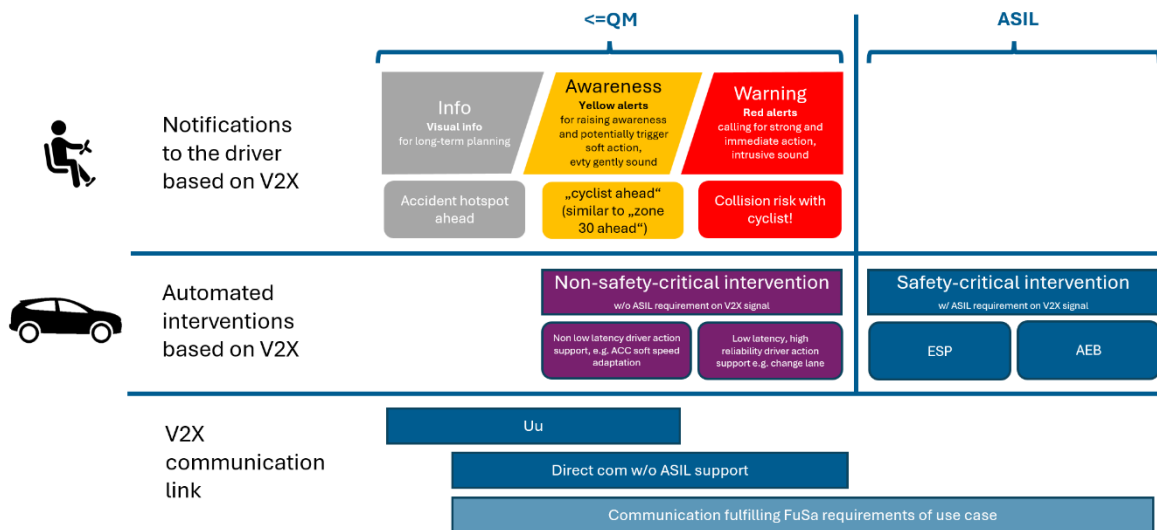 <=QM
ASIL
Notifications
to the driver
based on V2X
Info
Visual info
for long-term planning
Awareness
Yellow alerts
for raising awareness
and potentially trigger
soft action,
evty gently sound
Warning
Red alerts
calling for strong and
immediate action,
intrusive sound
Accident hotspot
ahead
„cyclist ahead“
(similar to „zone
30 ahead“)
Collision risk with
cyclist!
Automated
interventions
based on V2X
Non-safety-critical intervention
w/o ASIL requirement on V2X signal
Safety-critical intervention
w/ ASIL requirement on V2X signal
Non low latency driver action
support, e.g. ACC soft speed
adaptation
Low latency, high
reliability driver action
support e.g. change lane
ESP
AEB
V2X
communication
link
Uu
Direct com w/o ASIL support
Communication fulfilling FuSa requirements of use case